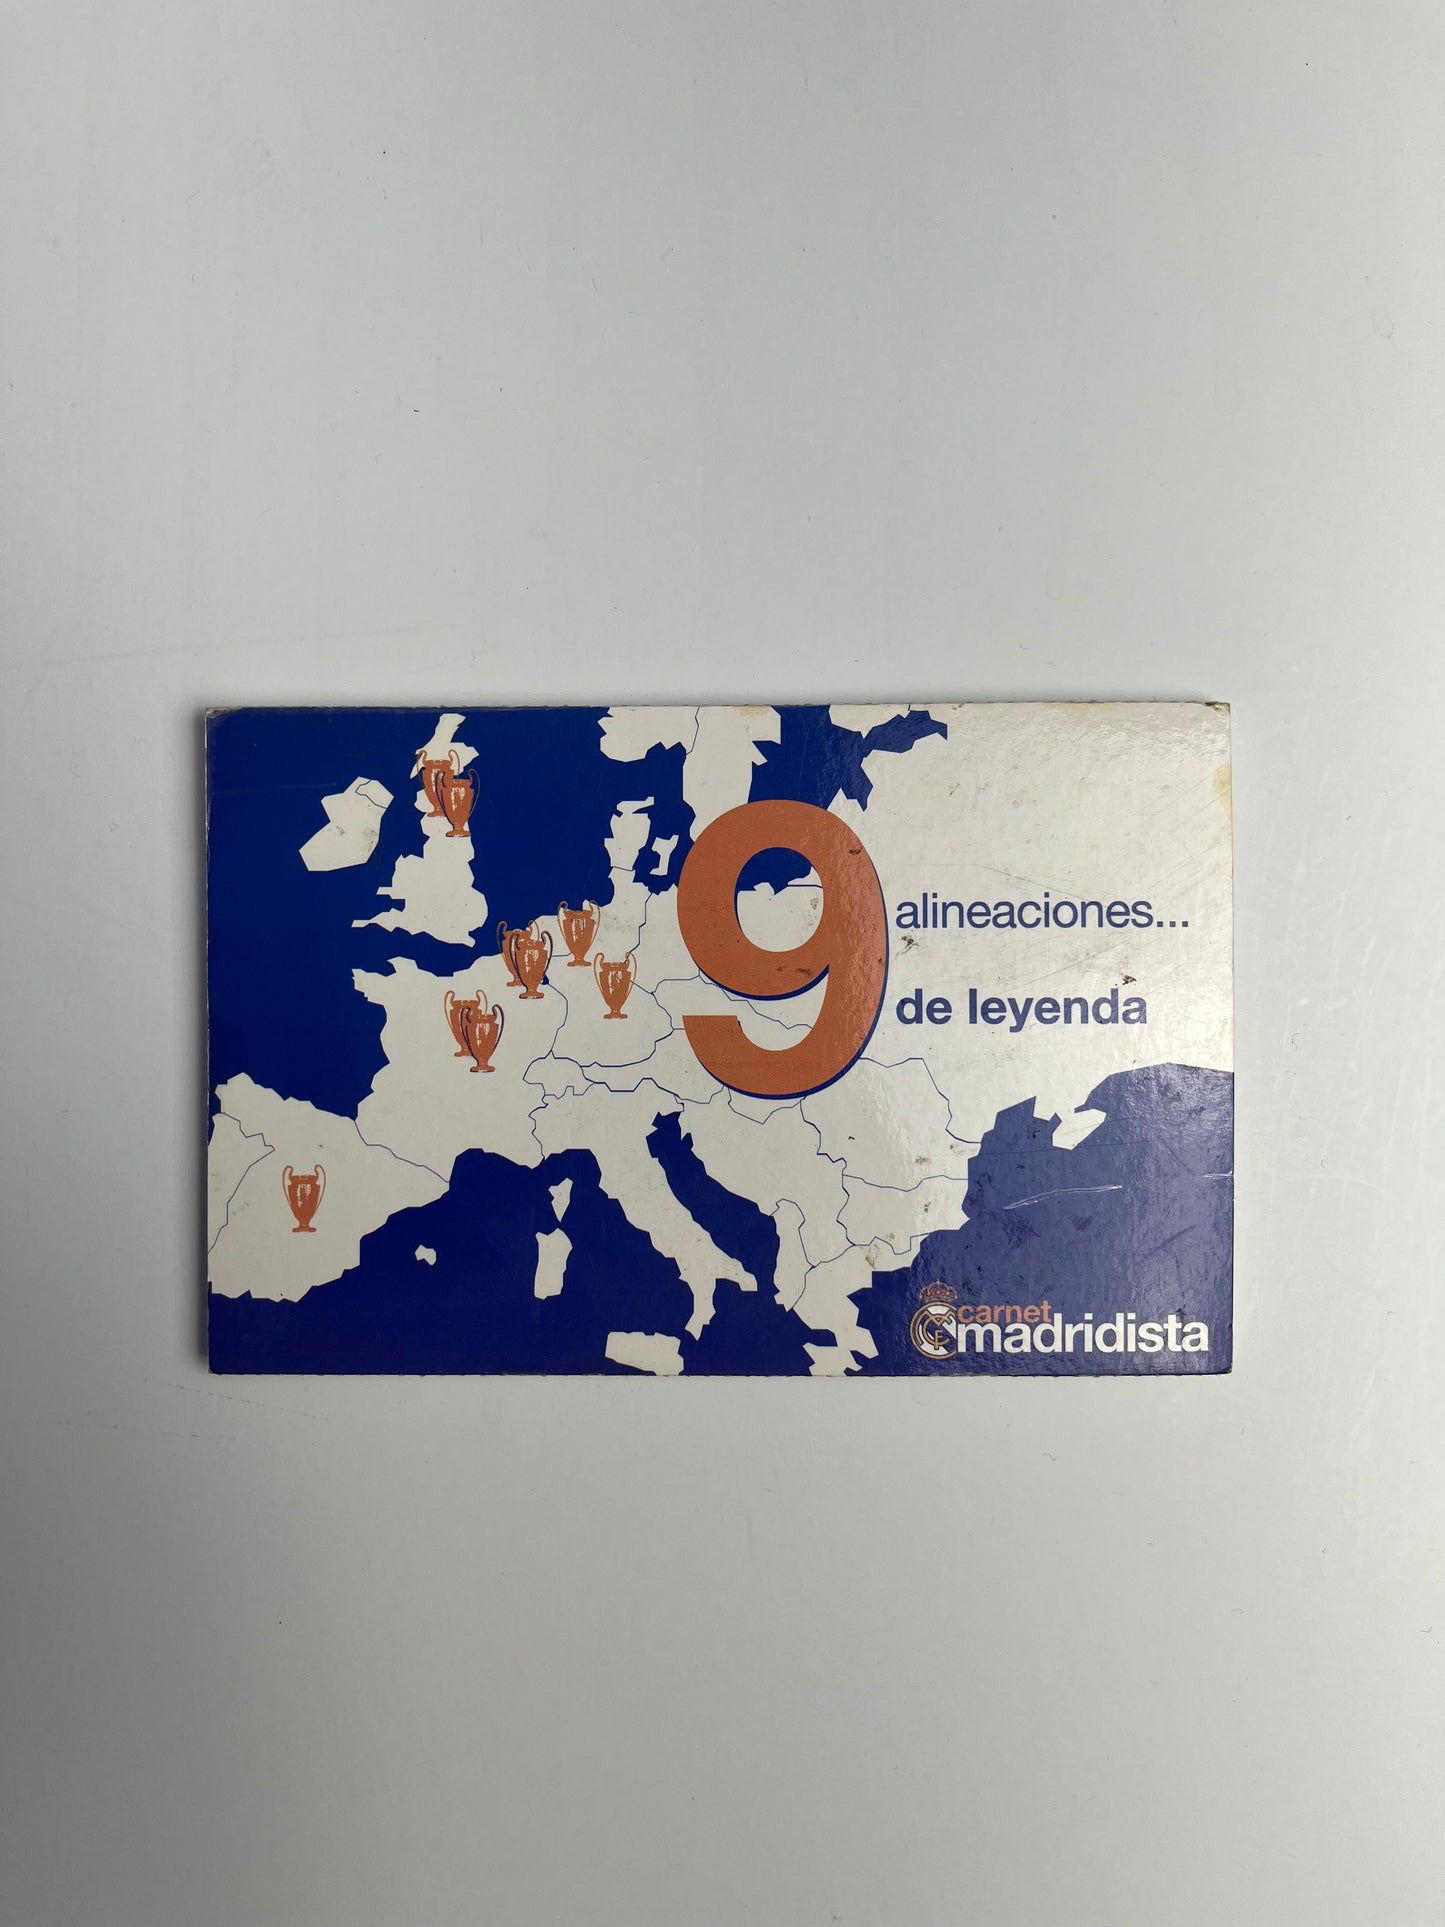 9
alineaciones...
de leyenda
carnet
madridista